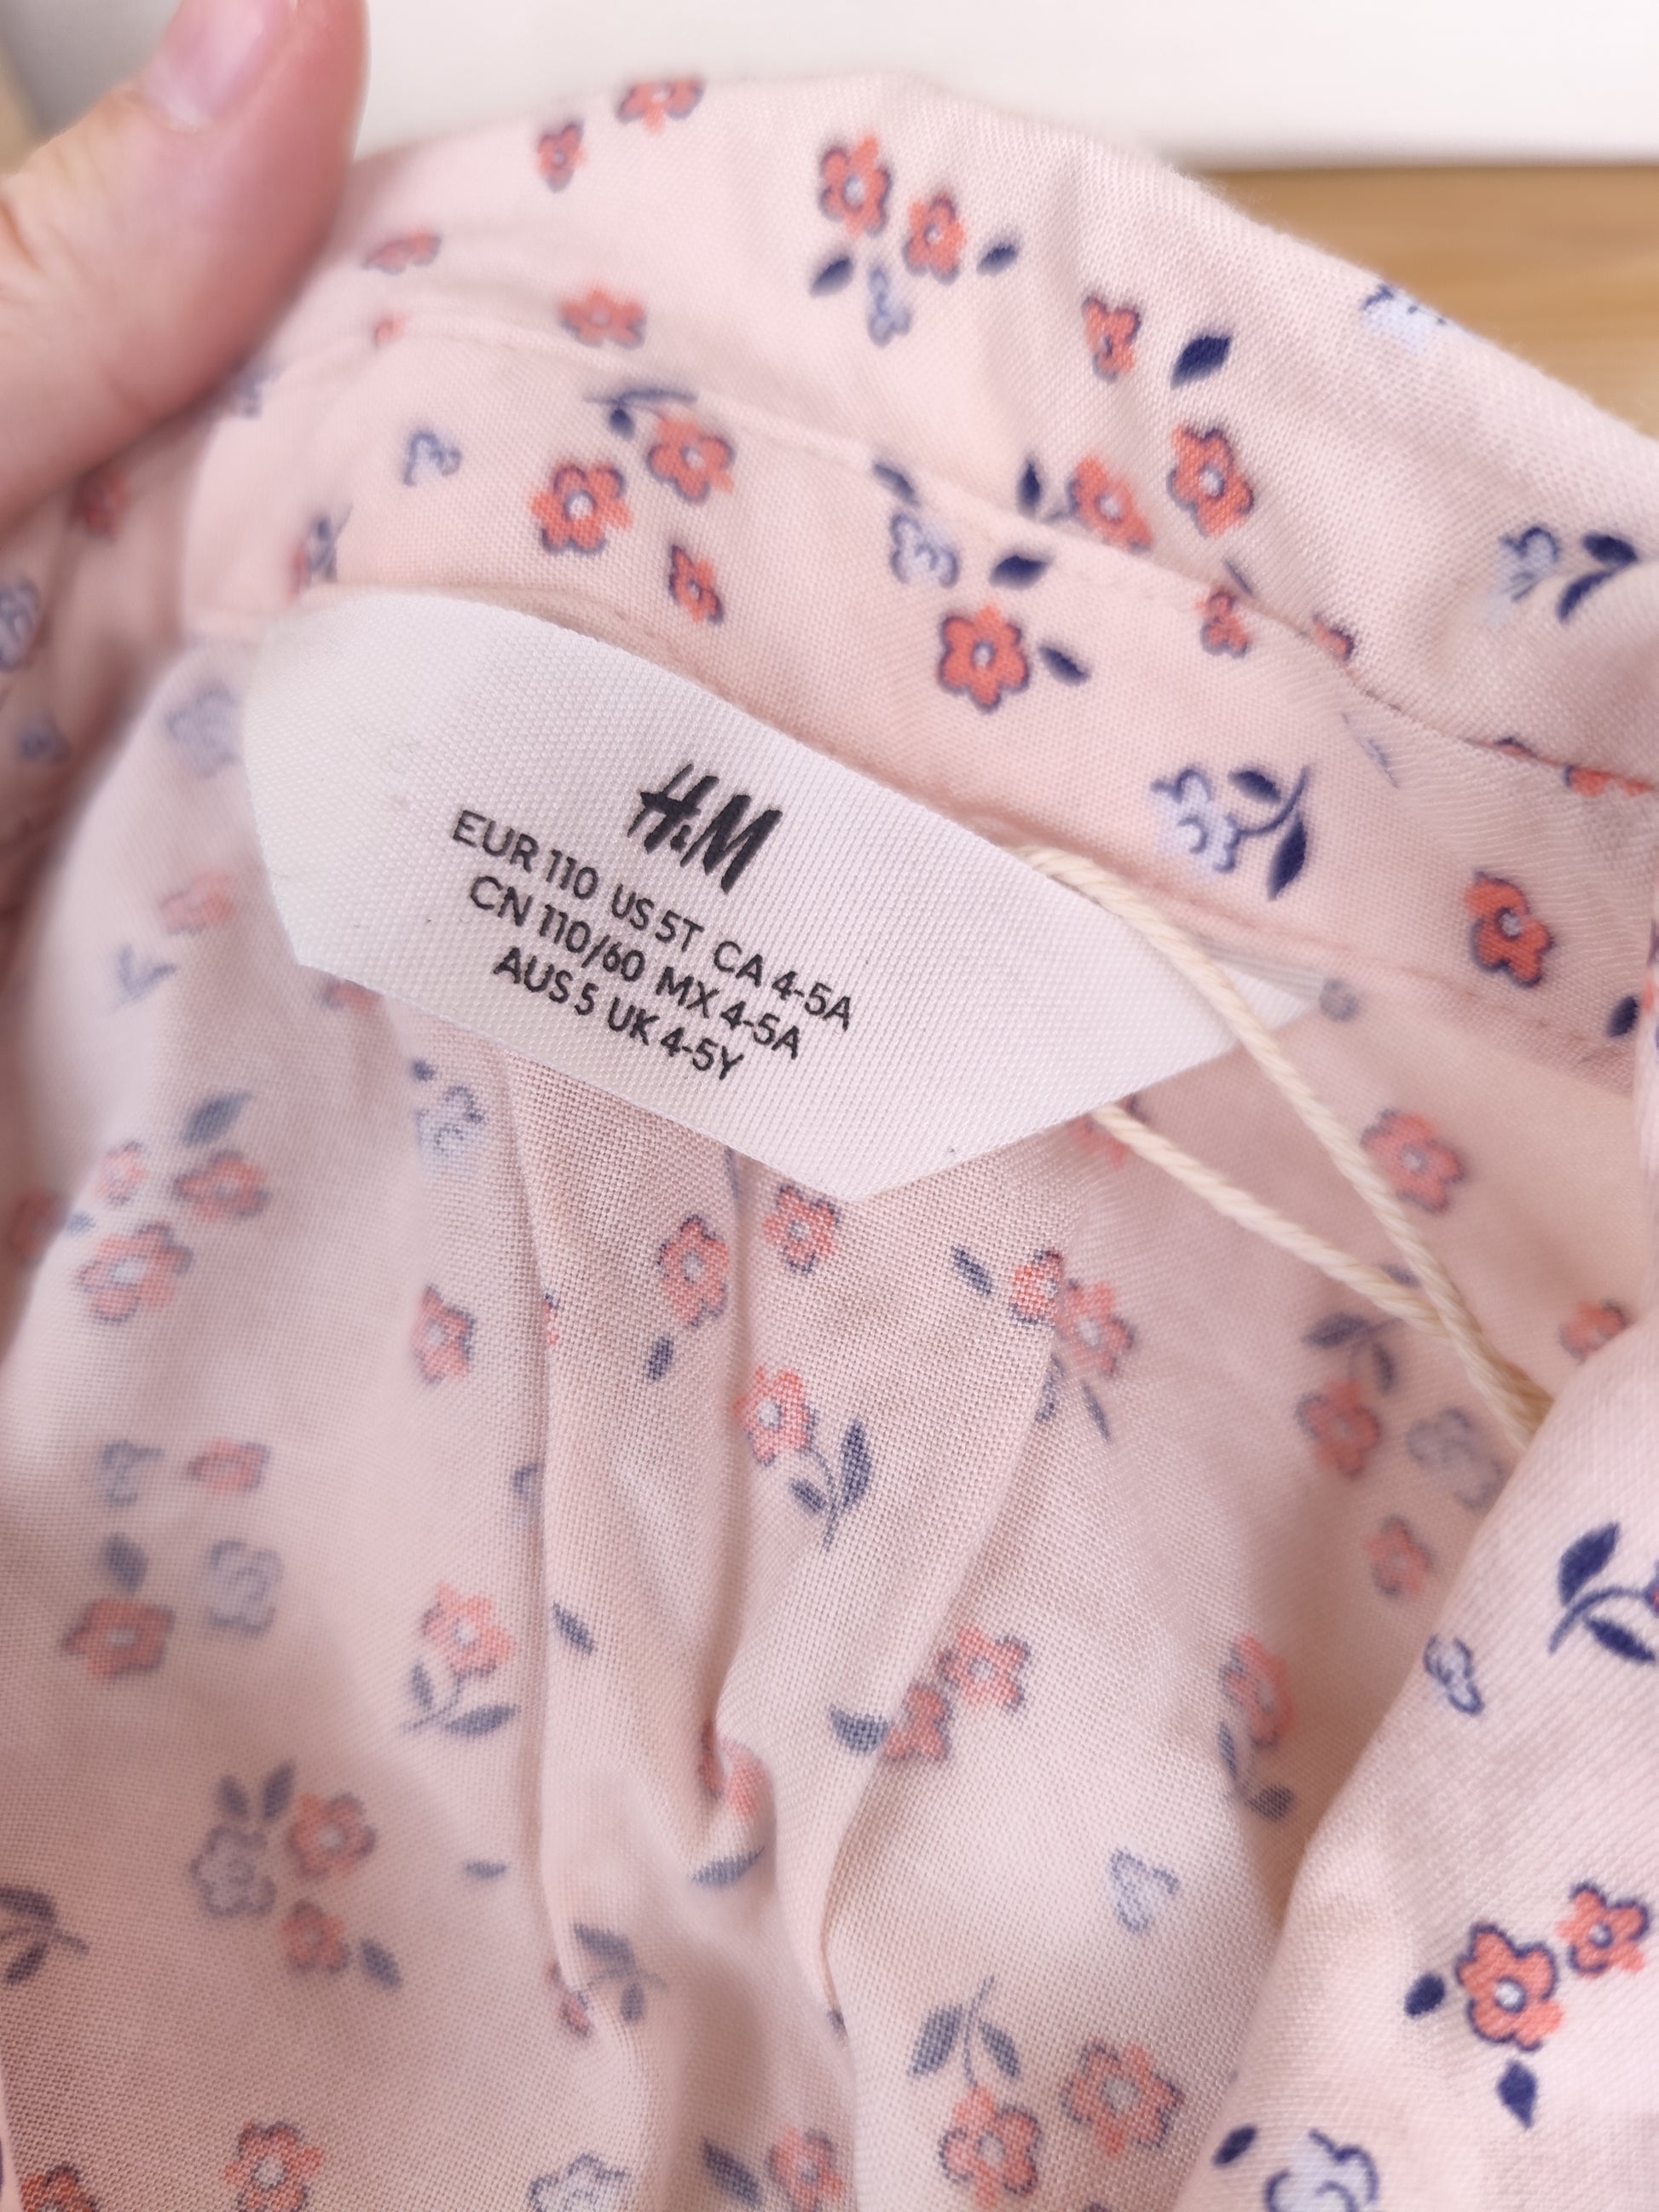 H&M
EUR 110 US 5T CA 4-5A
CN 110/60 MX 4-5A
AUS 5 UK 4-5Y